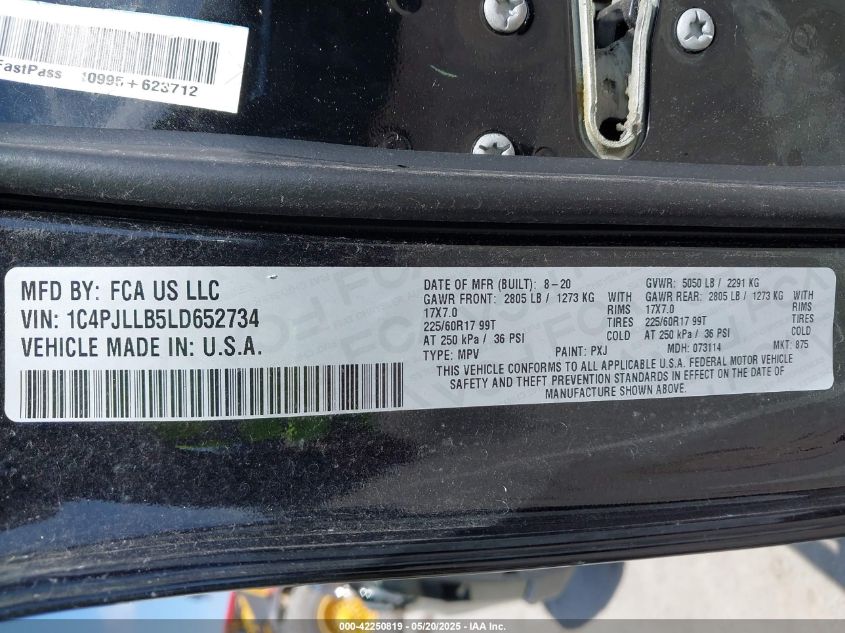 FastPass 10995+623712
MFD BY: FCA US LLC
VIN: 1C4PJLLB5LD652734
VEHICLE MADE IN: U.S.A.
DATE OF MFR (BUILT): 8-20
GAWR FRONT: 2805 LB / 1273 KG
17X7.0 RIMS
225/60R17 99T TIRES
AT 250 kPa / 36 PSI COLD
TYPE: MPV
GVWR: 5050 LB / 2291 KG
GAWR REAR: 2805 LB / 1273 KG
17X7.0 RIMS
225/60R17 99T TIRES
AT 250 kPa / 36 PSI COLD
PAINT: PXJ MDH: 073114 MKT: 875
THIS VEHICLE CONFORMS TO ALL APPLICABLE U.S.A. FEDERAL MOTOR VEHICLE
SAFETY AND THEFT PREVENTION STANDARDS IN EFFECT ON THE DATE OF
MANUFACTURE SHOWN ABOVE.
000-42250819 - 05/20/2025 - IAA Inc.